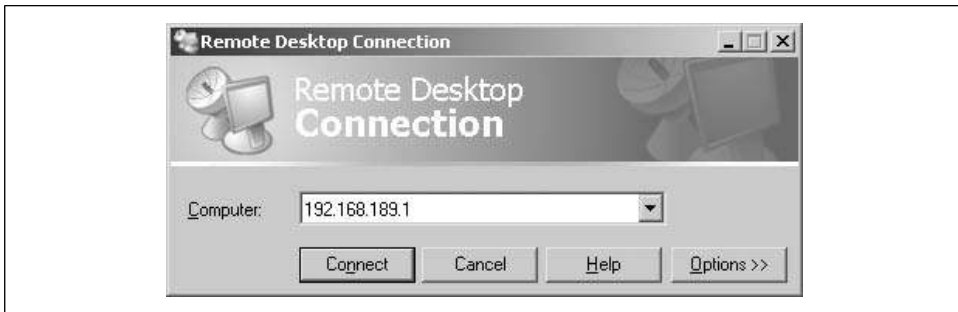 Remote Desktop Connection
Remote Desktop
Connection
Computer: 192.168.189.1
Connect Cancel Help Options >>